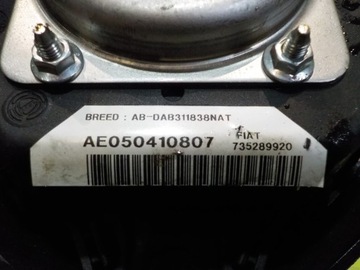 BREED : AB-DAB311838NAT
AE050410807
FIAT
735289920